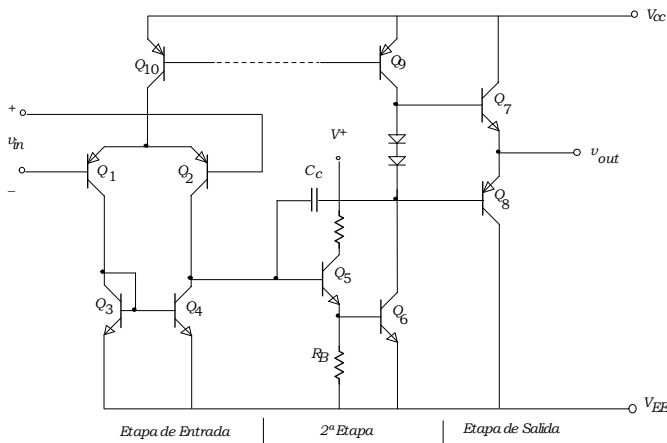 Vcc
Q10
Q9
Q7
+
V+
vin
vout
Cc
Q1
Q2
Q8
−
Q5
Q3
Q4
Q6
RB
VEE
Etapa de Entrada
2ª Etapa
Etapa de Salida